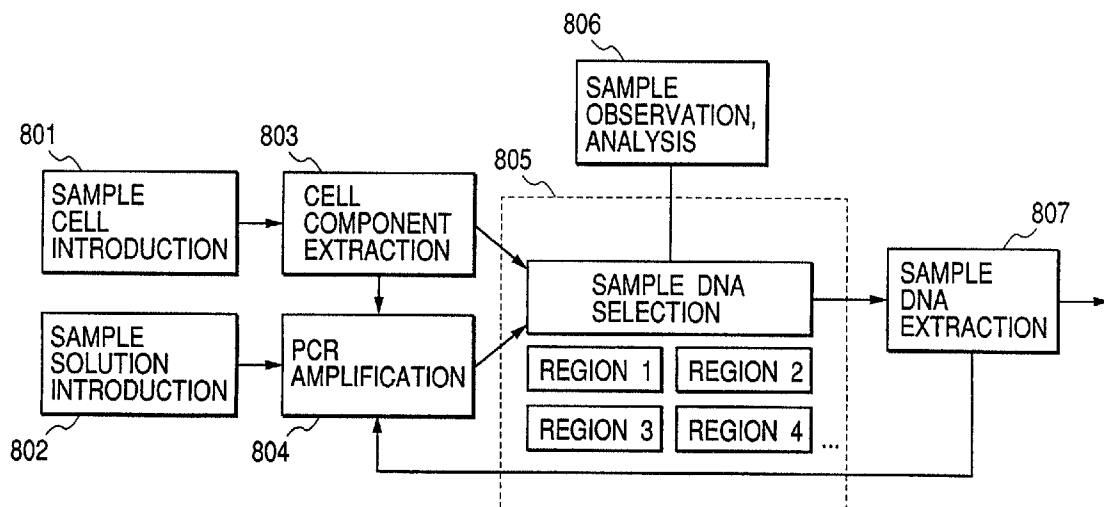 806
SAMPLE
OBSERVATION,
ANALYSIS
801
SAMPLE
CELL
INTRODUCTION
803
CELL
COMPONENT
EXTRACTION
805
807
SAMPLE
DNA
EXTRACTION
SAMPLE DNA
SELECTION
SAMPLE
SOLUTION
INTRODUCTION
802
PCR
AMPLIFICATION
804
REGION 1
REGION 2
REGION 3
REGION 4
...